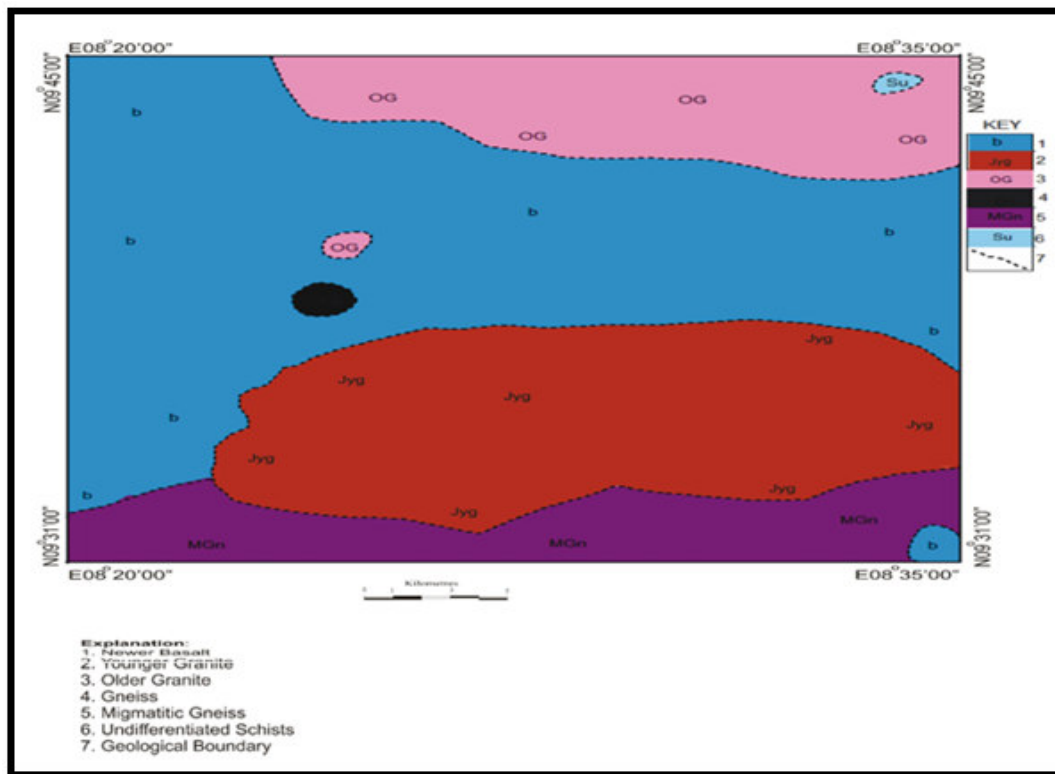 E08°20'00" E08°35'00"
N09°45'00" N09°45'00"
Su
OG OG
b
OG OG
KEY
b 1
Jyg 2
OG 3
4
MGn 5
Su 6
7
b
b b
OG
b
Jyg
Jyg
Jyg
b Jyg
Jyg
b Jyg
Jyg
MGn
MGn MGn b
N09°31'00" N09°31'00"
E08°20'00" E08°35'00"
Kilometres
Explanation:
1. Newer Basalt
2. Younger Granite
3. Older Granite
4. Gneiss
5. Migmatitic Gneiss
6. Undifferentiated Schists
7. Geological Boundary